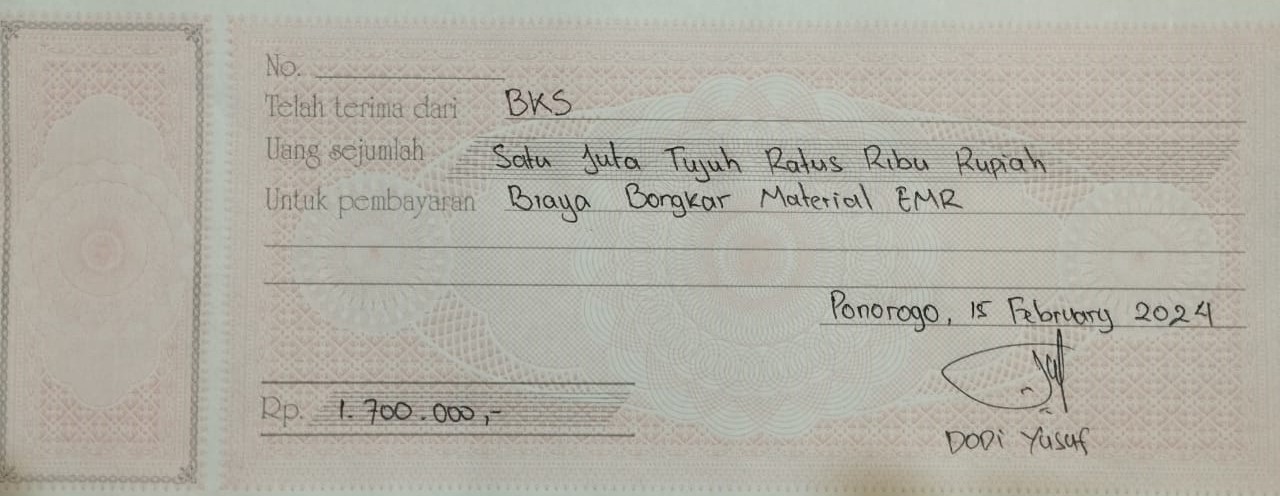 No.
Telah terima dari BKS
Uang sejumlah Satu Juta Tujuh Ratus Ribu Rupiah
Untuk pembayaran Biaya Bongkar Material EMR
Ponorogo, 15 February 2024
Rp. 1.700.000,-
DODi Yusuf